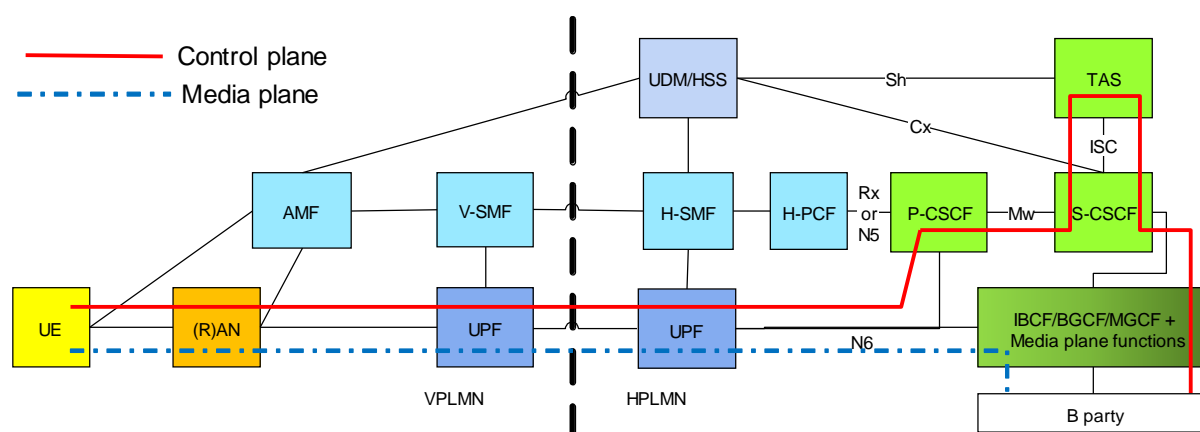 Control plane
Media plane
UDM/HSS
Sh
TAS
Cx
ISC
AMF
V-SMF
H-SMF
H-PCF
Rx
or
N5
P-CSCF
Mw
S-CSCF
UE
(R)AN
UPF
UPF
N6
IBCF/BGCF/MGCF +
Media plane functions
VPLMN
HPLMN
B party